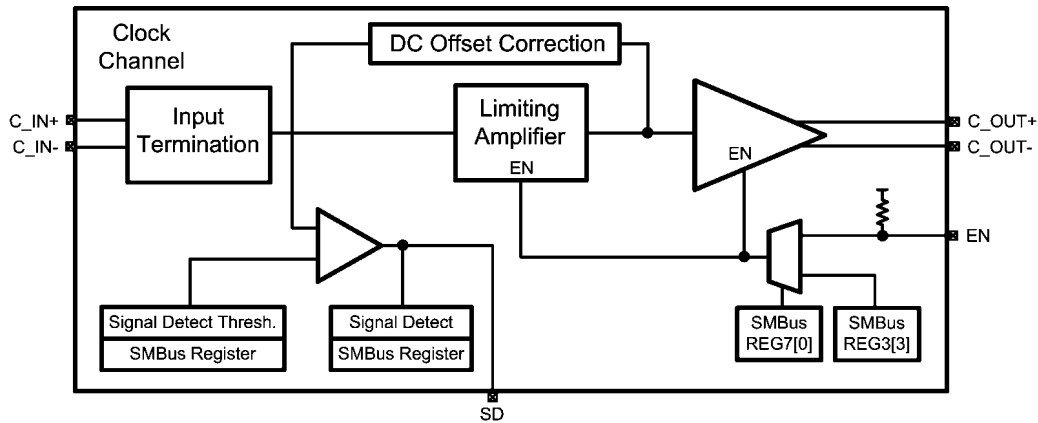 Clock
Channel
DC Offset Correction
C_IN+
C_IN-
Input
Termination
Limiting
Amplifier
EN
EN
C_OUT+
C_OUT-
EN
Signal Detect Thresh.
SMBus Register
Signal Detect
SMBus Register
SMBus
REG7[0]
SMBus
REG3[3]
SD